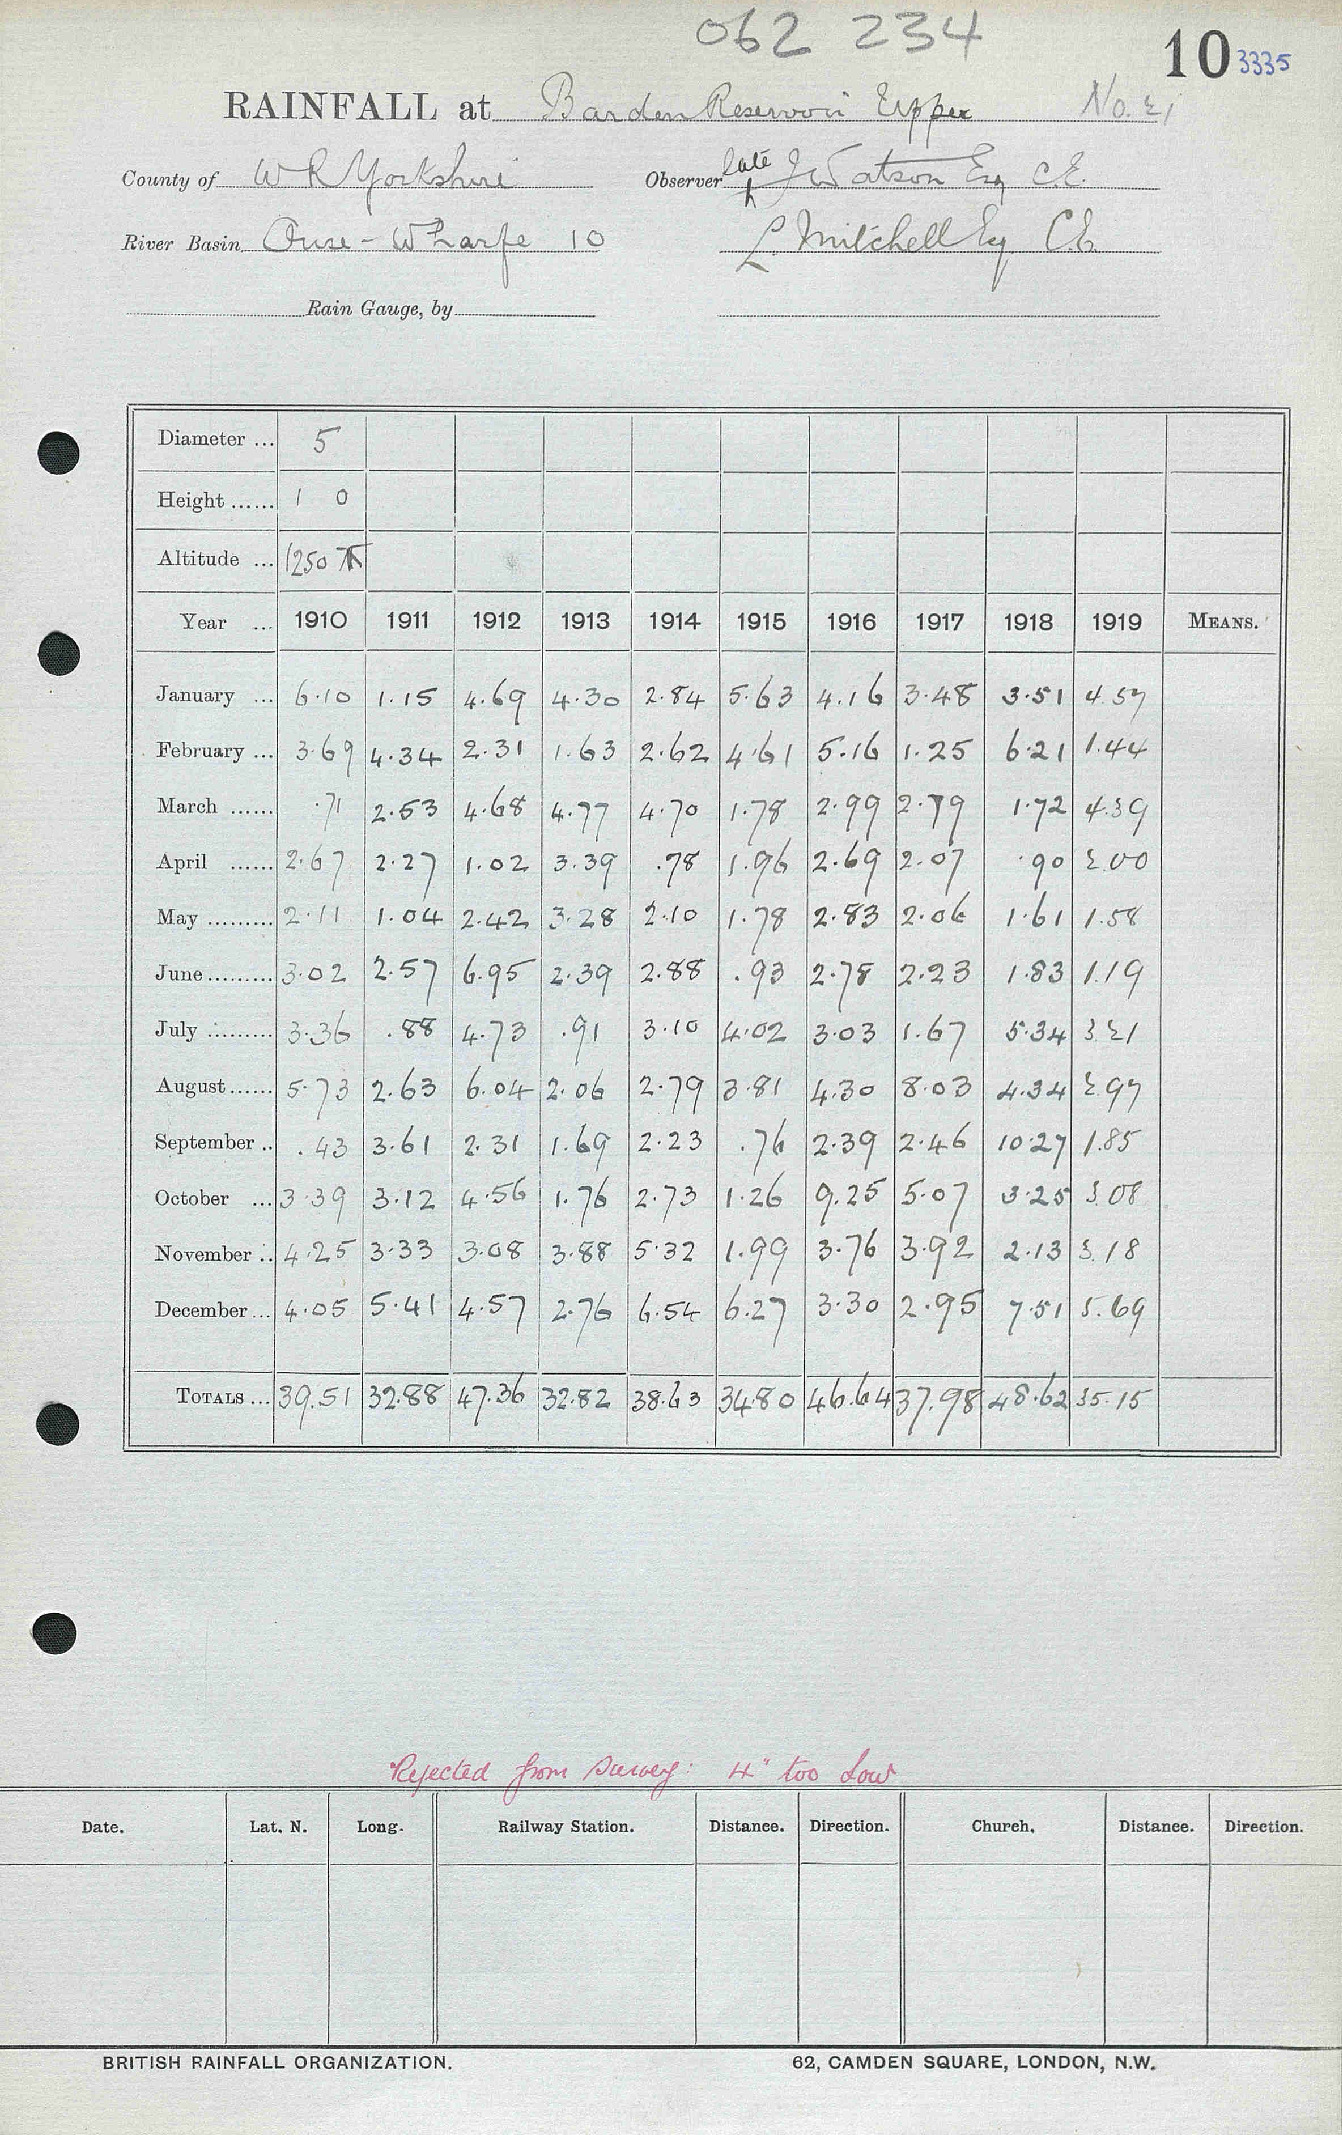 062 234
10 3335
RAINFALL at Barden Reservoir Upper No. 21
County of W R Yorkshire Observer late J Watson Esq C.E.
River Basin Ouse - Wharfe 10 L. Mitchell Esq C.E.
Rain Gauge, by
Diameter ... 5
Height ...... 1 0
Altitude ... 1250
Year ... 1910 1911 1912 1913 1914 1915 1916 1917 1918 1919 MEANS.
January ... 6.10 1.15 4.69 4.30 2.84 5.63 4.16 3.48 3.51 4.57
February ... 3.69 4.34 2.31 1.63 2.62 4.61 5.16 1.25 6.21 1.44
March ...... .71 2.53 4.68 4.77 4.70 1.78 2.99 2.79 1.72 4.39
April ...... 2.67 2.27 1.02 3.39 .78 1.96 2.69 2.07 .90 2.00
May ......... 2.11 1.04 2.42 3.28 2.10 1.78 2.83 2.06 1.61 1.58
June ......... 3.02 2.57 6.95 2.39 2.88 .93 2.78 2.23 1.83 1.19
July ......... 3.36 .88 4.73 .91 3.10 4.02 3.03 1.67 5.34 3.21
August ...... 5.73 2.63 6.04 2.06 2.79 3.81 4.30 8.03 4.34 2.97
September .. .43 3.61 2.31 1.69 2.23 .76 2.39 2.46 10.27 1.85
October ... 3.39 3.12 4.56 1.76 2.73 1.26 9.25 5.07 3.25 3.08
November .. 4.25 3.33 3.08 3.88 5.32 1.99 3.76 3.92 2.13 3.18
December ... 4.05 5.41 4.57 2.76 6.54 6.27 3.30 2.95 7.51 5.69
TOTALS ... 39.51 32.88 47.36 32.82 38.63 34.80 46.64 37.98 48.62 35.15
Rejected from survey: 4" too low
Date. Lat. N. Long. Railway Station. Distance. Direction. Church. Distance. Direction.
BRITISH RAINFALL ORGANIZATION. 62, CAMDEN SQUARE, LONDON, N.W.